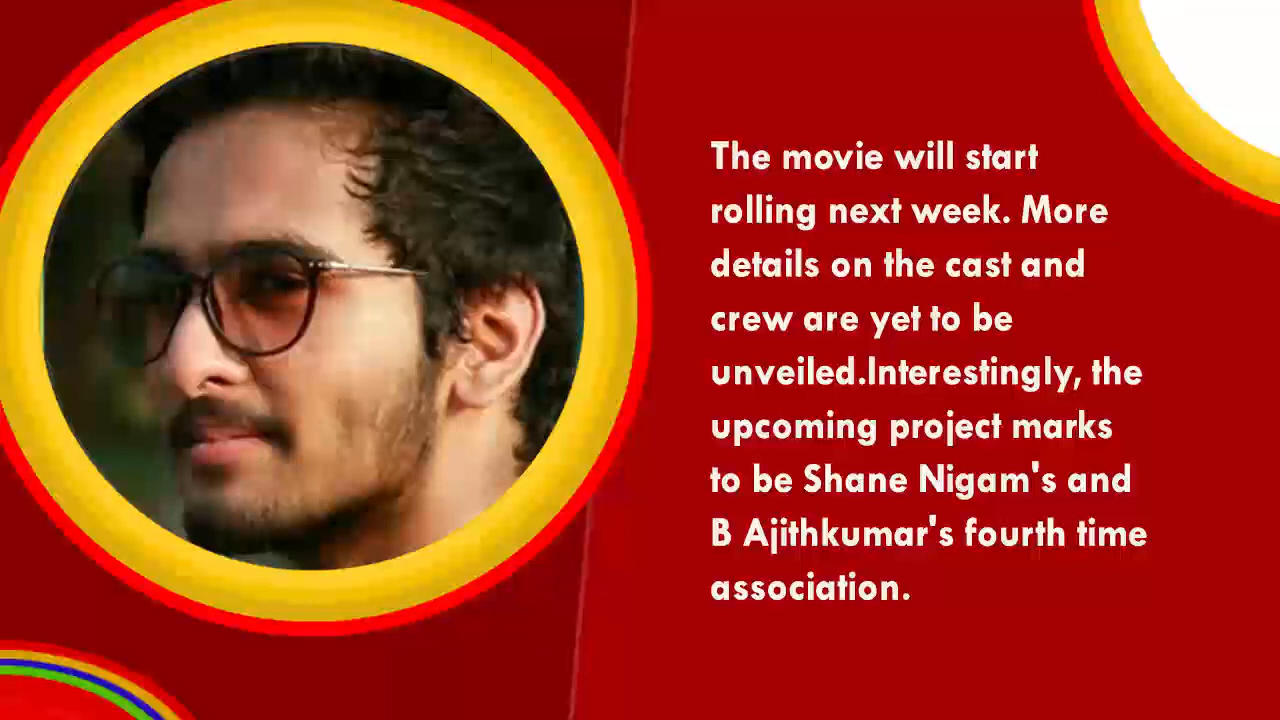 The movie will start
rolling next week. More
details on the cast and
crew are yet to be
unveiled.Interestingly, the
upcoming project marks
to be Shane Nigam's and
B Ajithkumar's fourth time
association.